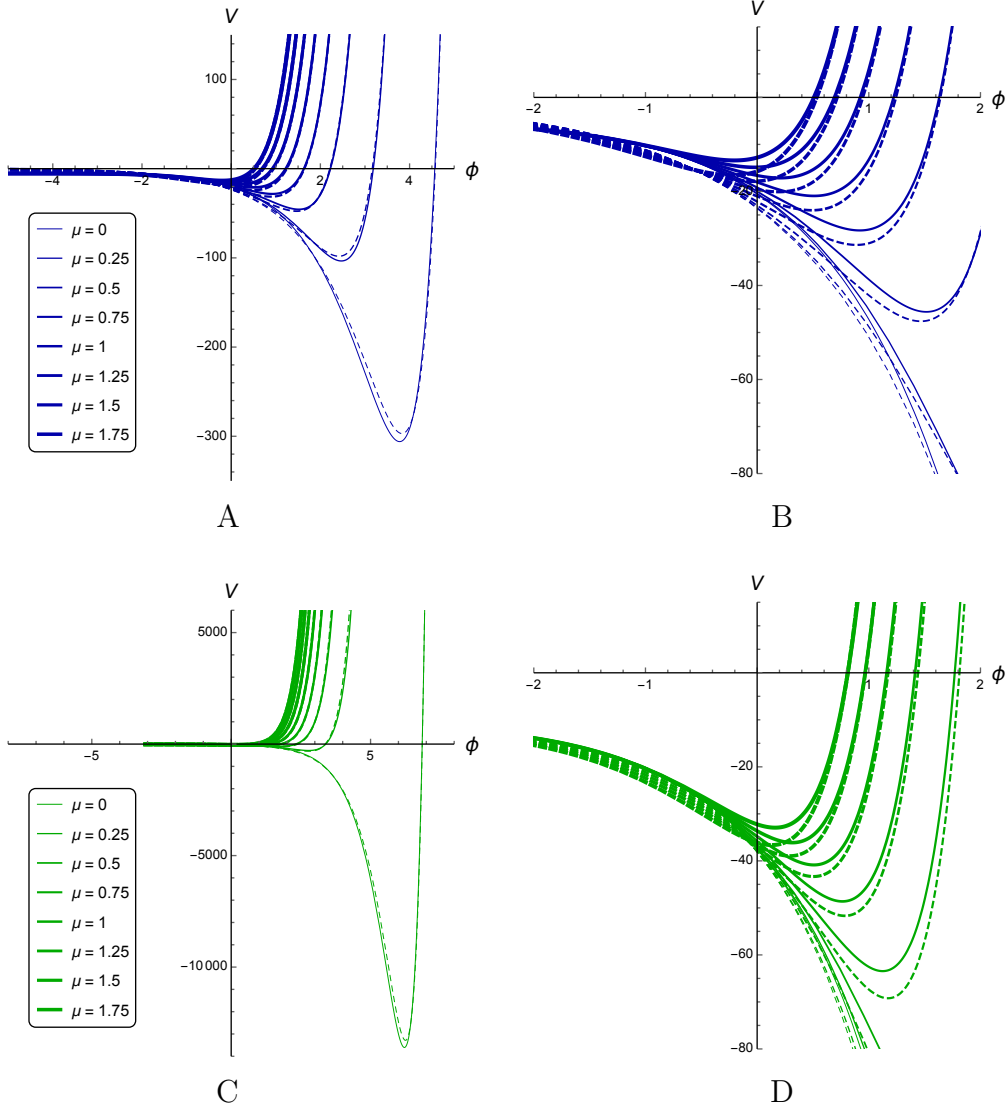 V
100
-4
-2
2
4
ϕ
-100
-200
-300
μ = 0
μ = 0.25
μ = 0.5
μ = 0.75
μ = 1
μ = 1.25
μ = 1.5
μ = 1.75
A
V
-2
-1
1
2
ϕ
-40
-60
-80
B
V
5000
-5
5
ϕ
-5000
-10 000
μ = 0
μ = 0.25
μ = 0.5
μ = 0.75
μ = 1
μ = 1.25
μ = 1.5
μ = 1.75
C
V
-2
-1
1
2
ϕ
-20
-40
-60
-80
D